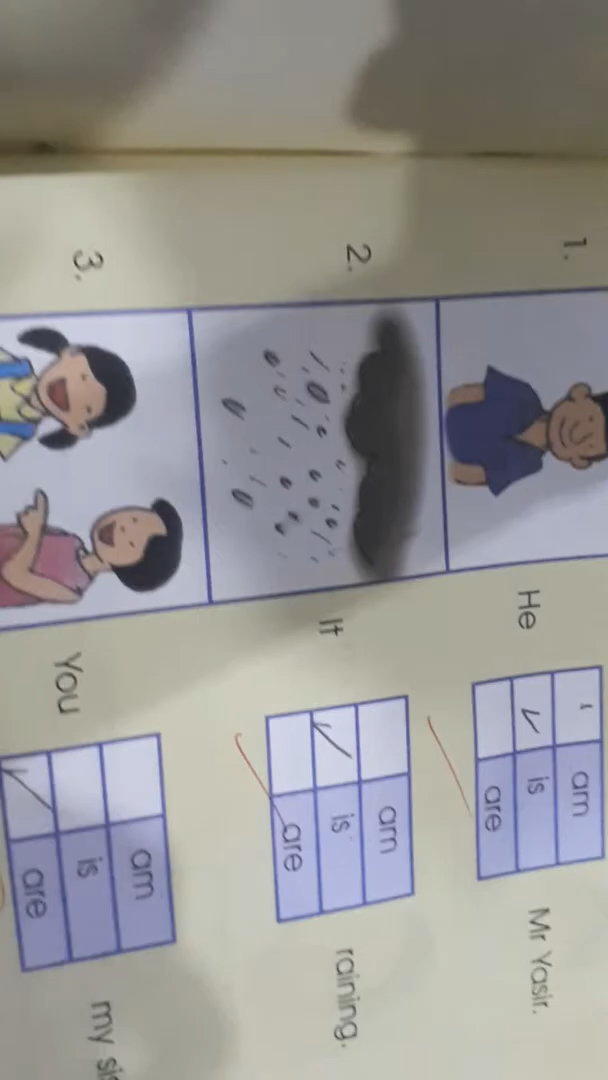 1.
He
am
is
are
Mr Yasir.
2.
It
am
is
are
raining.
3.
You
am
is
are
my